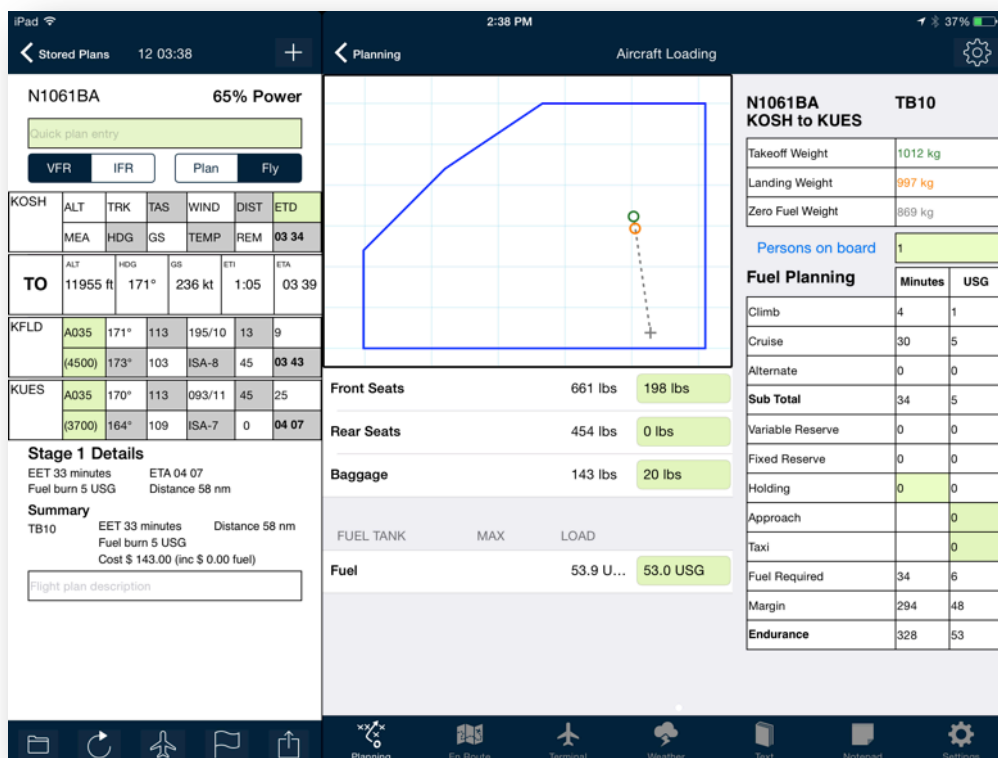 iPad 2:38 PM 37%
Stored Plans 12 03:38 +
Planning Aircraft Loading
N1061BA 65% Power
Quick plan entry
VFR IFR Plan Fly
KOSH ALT TRK TAS WIND DIST ETD
MEA HDG GS TEMP REM 03 34
ALT HDG GS ETI ETA
TO 11955 ft 171° 236 kt 1:05 03 39
KFLD A035 171° 113 195/10 13 9
(4500) 173° 103 ISA-8 45 03 43
KUES A035 170° 113 093/11 45 25
(3700) 164° 109 ISA-7 0 04 07
Stage 1 Details
EET 33 minutes ETA 04 07
Fuel burn 5 USG Distance 58 nm
Summary
TB10 EET 33 minutes Distance 58 nm
Fuel burn 5 USG
Cost $ 143.00 (inc $ 0.00 fuel)
Flight plan description
Front Seats 661 lbs 198 lbs
Rear Seats 454 lbs 0 lbs
Baggage 143 lbs 20 lbs
FUEL TANK MAX LOAD
Fuel 53.9 U... 53.0 USG
N1061BA TB10
KOSH to KUES
Takeoff Weight 1012 kg
Landing Weight 997 kg
Zero Fuel Weight 869 kg
Persons on board 1
Fuel Planning Minutes USG
Climb 4 1
Cruise 30 5
Alternate 0 0
Sub Total 34 5
Variable Reserve 0 0
Fixed Reserve 0 0
Holding 0 0
Approach 0
Taxi 0
Fuel Required 34 6
Margin 294 48
Endurance 328 53
Planning En Route Terminal Weather Text Notepad Settings